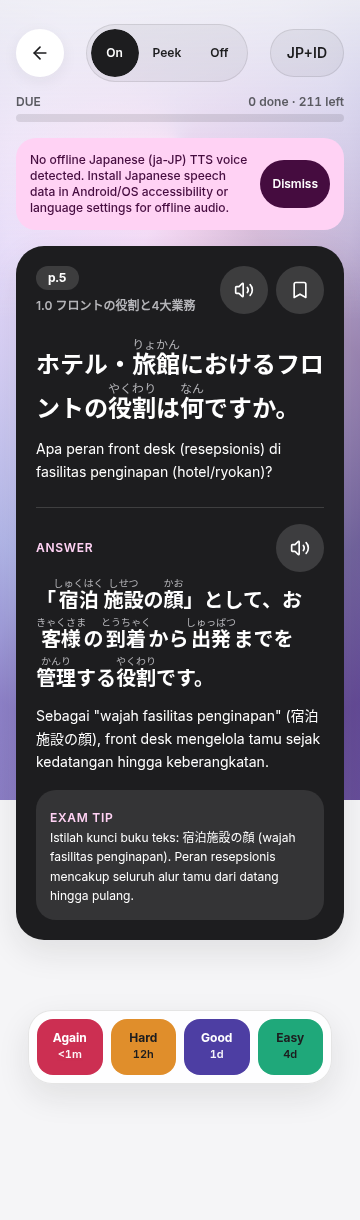 On Peek Off JP+ID
DUE 0 done · 211 left
No offline Japanese (ja-JP) TTS voice
detected. Install Japanese speech
data in Android/OS accessibility or
language settings for offline audio.
Dismiss
p.5
1.0 フロントの役割と4大業務
りょかん
ホテル・旅館におけるフロ
やくわり なん
ントの役割は何ですか。
Apa peran front desk (resepsionis) di
fasilitas penginapan (hotel/ryokan)?
ANSWER
しゅくはく しせつ かお
「宿泊施設の顔」として、お
きゃくさま とうちゃく しゅっぱつ
客様の到着から出発までを
かんり やくわり
管理する役割です。
Sebagai "wajah fasilitas penginapan" (宿泊
施設の顔), front desk mengelola tamu sejak
kedatangan hingga keberangkatan.
EXAM TIP
Istilah kunci buku teks: 宿泊施設の顔 (wajah
fasilitas penginapan). Peran resepsionis
mencakup seluruh alur tamu dari datang
hingga pulang.
Again Hard Good Easy
<1m 12h 1d 4d